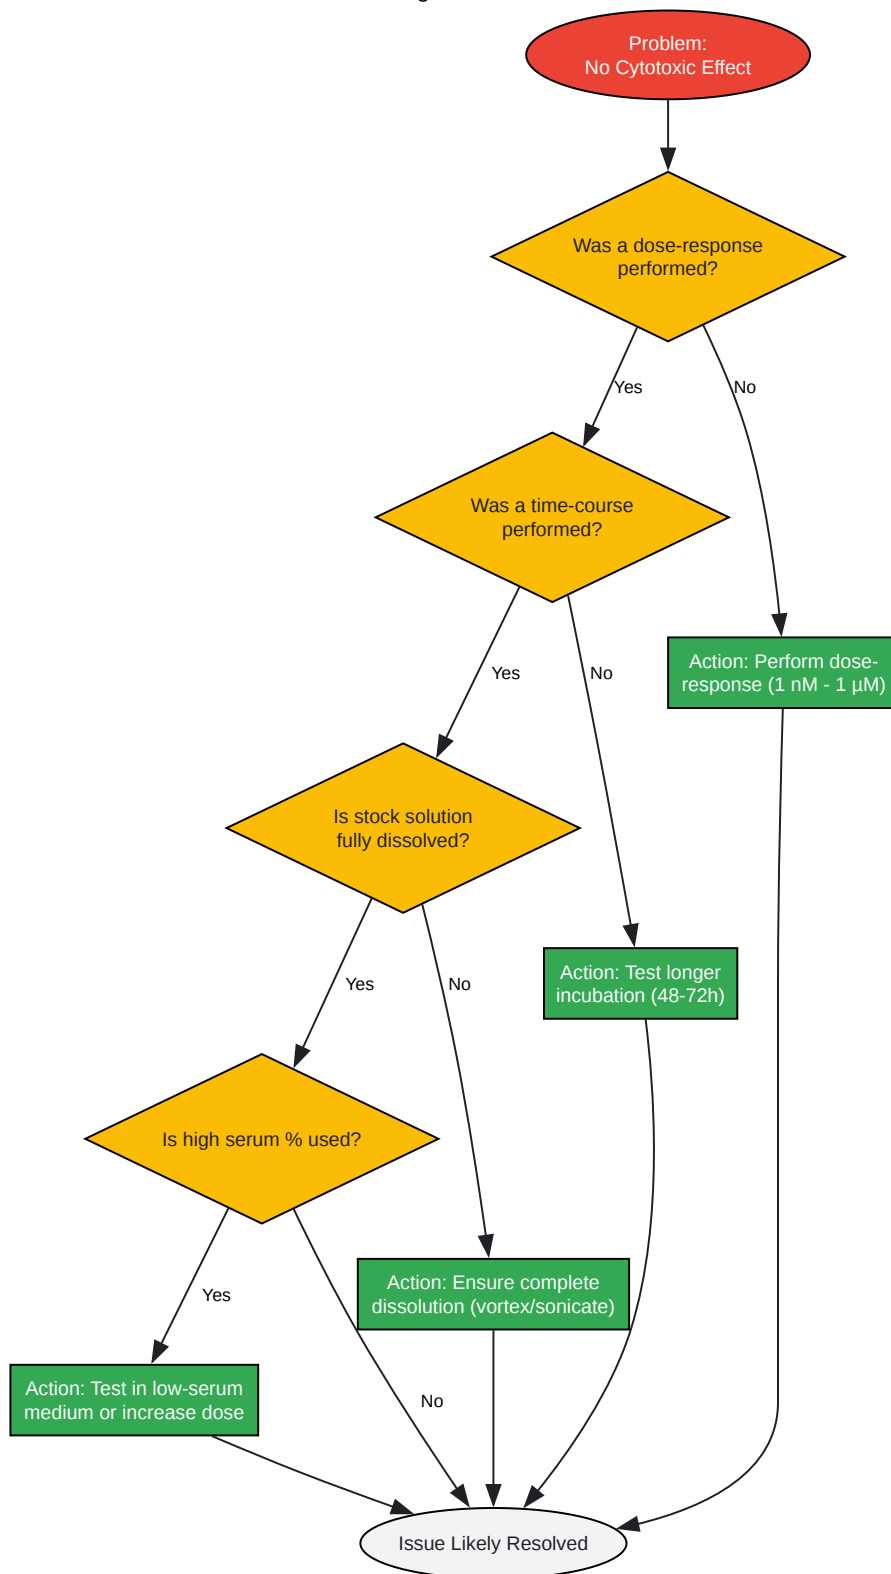 Problem:
No Cytotoxic Effect
Was a dose-response
performed?
Yes
No
Was a time-course
performed?
Yes
No
Action: Perform dose-
response (1 nM - 1 µM)
Is stock solution
fully dissolved?
Yes
No
Action: Test longer
incubation (48-72h)
Is high serum % used?
Yes
No
Action: Ensure complete
dissolution (vortex/sonicate)
Action: Test in low-serum
medium or increase dose
Issue Likely Resolved